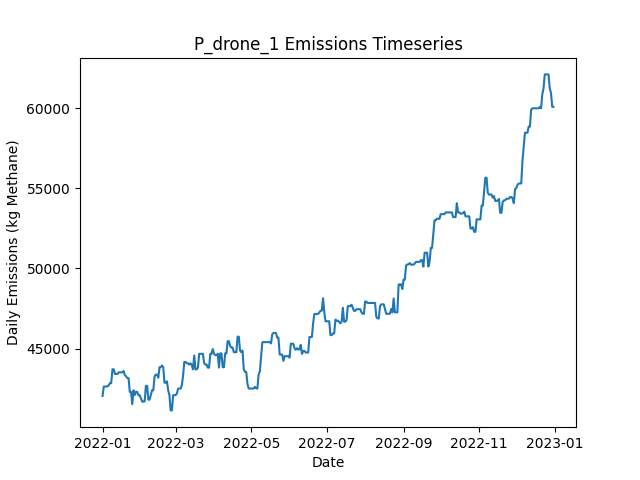 P_drone_1 Emissions Timeseries
Daily Emissions (kg Methane)
60000
55000
50000
45000
2022-01 2022-03 2022-05 2022-07 2022-09 2022-11 2023-01
Date